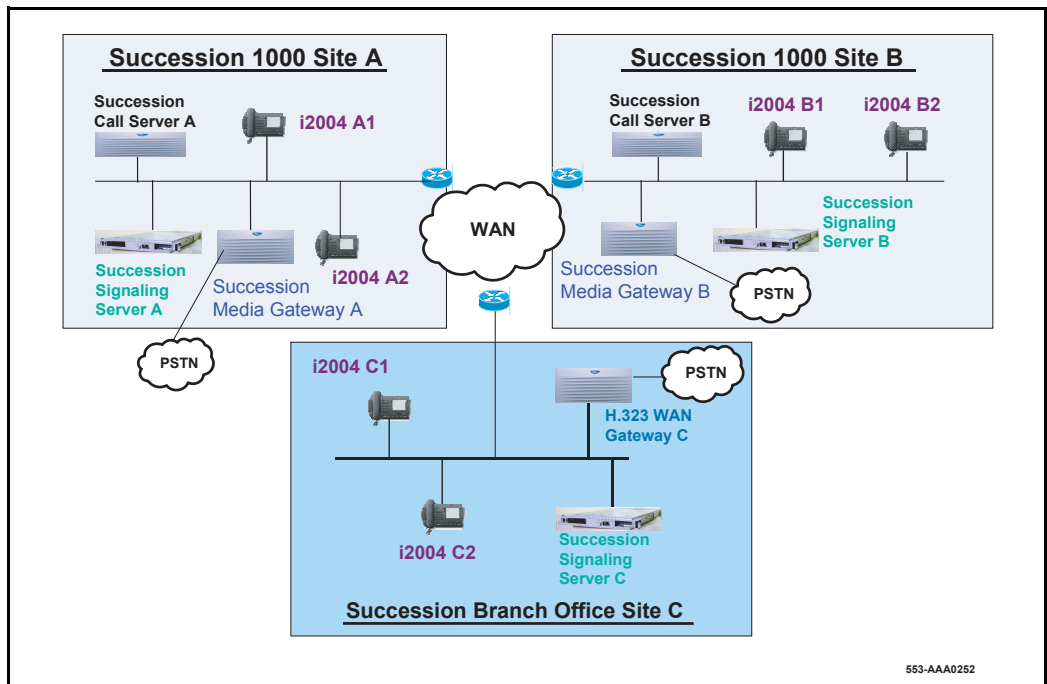 Succession 1000 Site A
Succession
Call Server A
i2004 A1
Succession
Signaling
Server A
Succession
Media Gateway A
i2004 A2
PSTN
WAN
Succession 1000 Site B
Succession
Call Server B
i2004 B1
i2004 B2
Succession
Media Gateway B
Succession
Signaling
Server B
PSTN
i2004 C1
H.323 WAN
Gateway C
PSTN
i2004 C2
Succession
Signaling
Server C
Succession Branch Office Site C
553-AAA0252